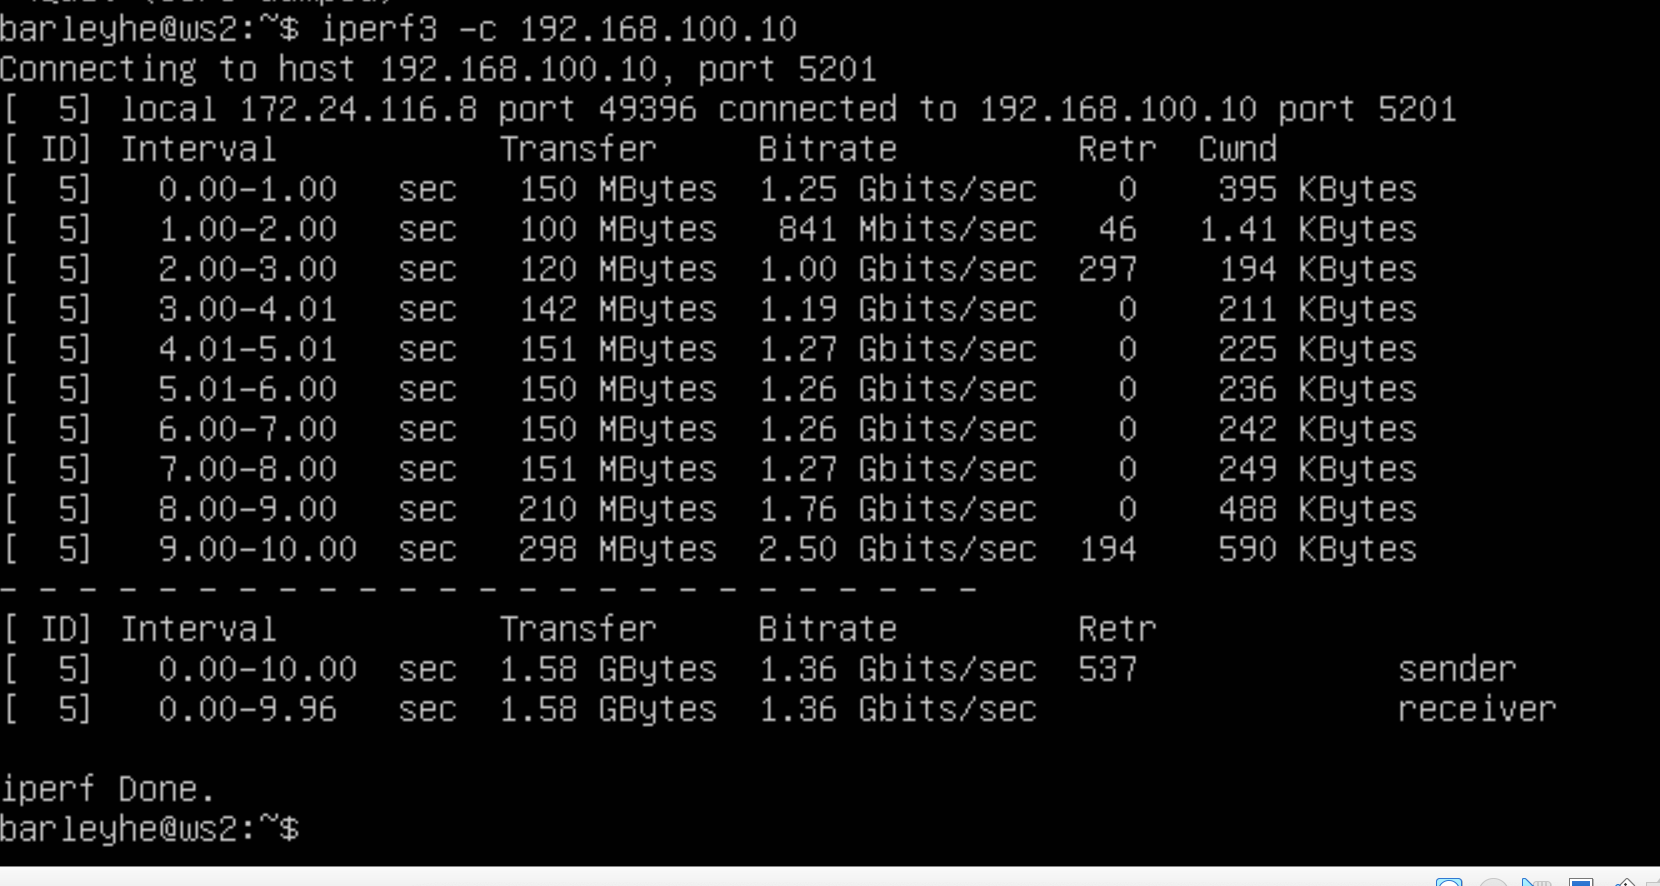 barleyhe@ws2:~$ iperf3 -c 192.168.100.10
Connecting to host 192.168.100.10, port 5201
[  5] local 172.24.116.8 port 49396 connected to 192.168.100.10 port 5201
[ ID] Interval           Transfer     Bitrate         Retr  Cwnd
[  5]   0.00-1.00   sec   150 MBytes  1.25 Gbits/sec    0    395 KBytes
[  5]   1.00-2.00   sec   100 MBytes   841 Mbits/sec   46   1.41 KBytes
[  5]   2.00-3.00   sec   120 MBytes  1.00 Gbits/sec  297    194 KBytes
[  5]   3.00-4.01   sec   142 MBytes  1.19 Gbits/sec    0    211 KBytes
[  5]   4.01-5.01   sec   151 MBytes  1.27 Gbits/sec    0    225 KBytes
[  5]   5.01-6.00   sec   150 MBytes  1.26 Gbits/sec    0    236 KBytes
[  5]   6.00-7.00   sec   150 MBytes  1.26 Gbits/sec    0    242 KBytes
[  5]   7.00-8.00   sec   151 MBytes  1.27 Gbits/sec    0    249 KBytes
[  5]   8.00-9.00   sec   210 MBytes  1.76 Gbits/sec    0    488 KBytes
[  5]   9.00-10.00  sec   298 MBytes  2.50 Gbits/sec  194    590 KBytes
- - - - - - - - - - - - - - - - - - - - - - - - -
[ ID] Interval           Transfer     Bitrate         Retr
[  5]   0.00-10.00  sec  1.58 GBytes  1.36 Gbits/sec  537             sender
[  5]   0.00-9.96   sec  1.58 GBytes  1.36 Gbits/sec                  receiver
iperf Done.
barleyhe@ws2:~$